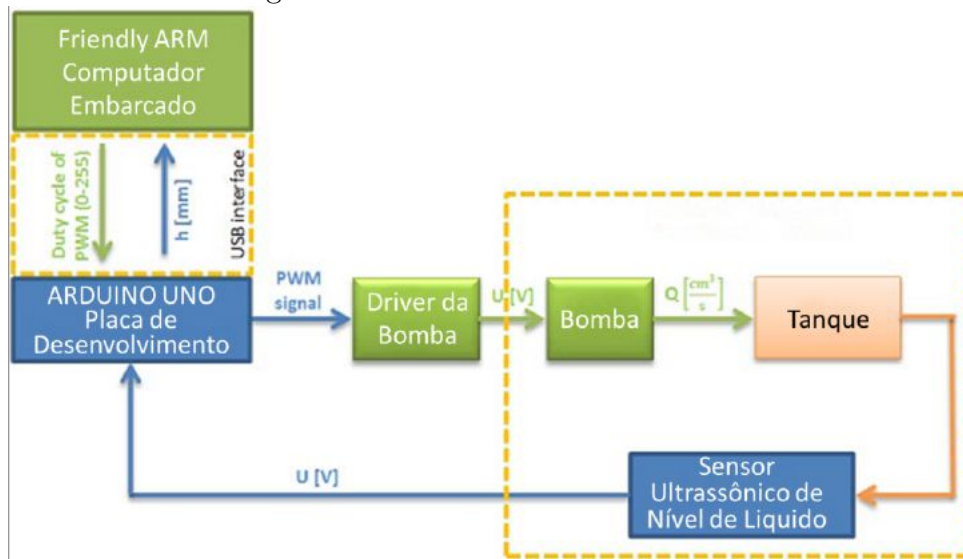 Friendly ARM
Computador
Embarcado
Duty cycle of
PWM (0-255)
h [mm]
USB interface
ARDUINO UNO
Placa de
Desenvolvimento
PWM
signal
Driver da
Bomba
U [V]
Bomba
Q [cm³/s]
Tanque
Sensor
Ultrassônico de
Nível de Liquido
U [V]